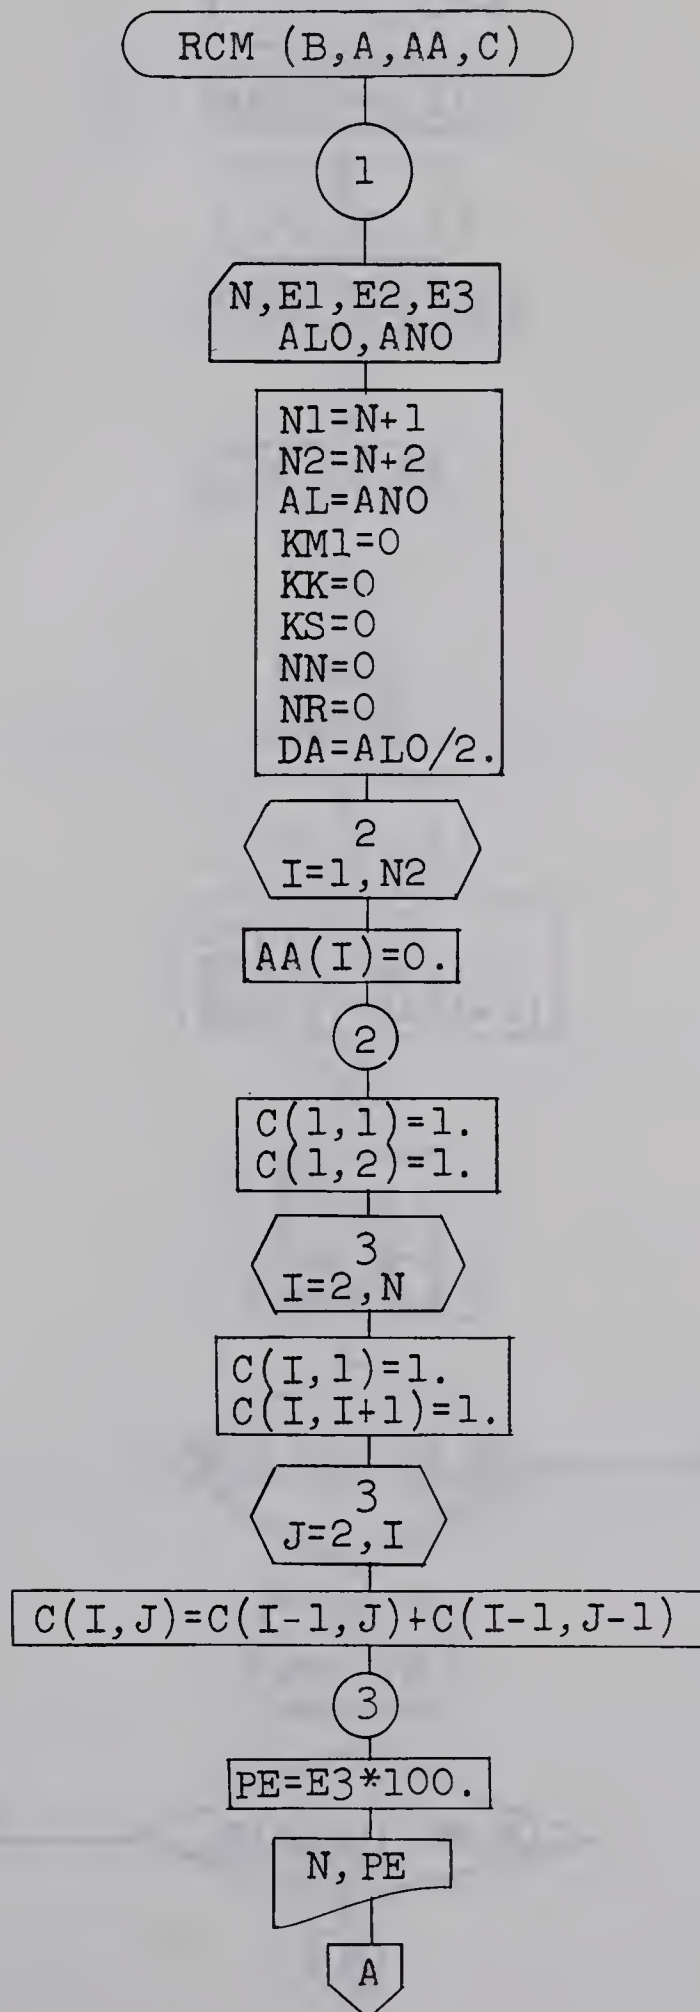 RCM (B,A,AA,C)
1
N,E1,E2,E3
ALO,ANO
N1=N+1
N2=N+2
AL=ANO
KM1=0
KK=0
KS=0
NN=0
NR=0
DA=ALO/2.
2
I=1,N2
AA(I)=0.
2
C(1,1)=1.
C(1,2)=1.
3
I=2,N
C(I,1)=1.
C(I,I+1)=1.
3
J=2,I
C(I,J)=C(I-1,J)+C(I-1,J-1)
3
PE=E3*100.
N,PE
A